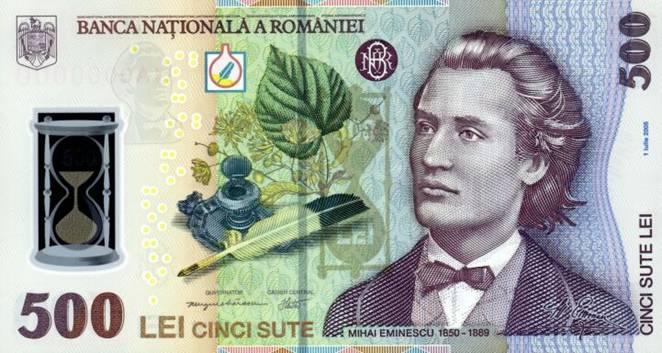 BANCA NAȚIONALĂ A ROMÂNIEI
500
500
1 Iulie 2005
GUVERNATOR
CASIER CENTRAL
500 LEI CINCI SUTE
MIHAI EMINESCU 1850 - 1889
CINCI SUTE LEI